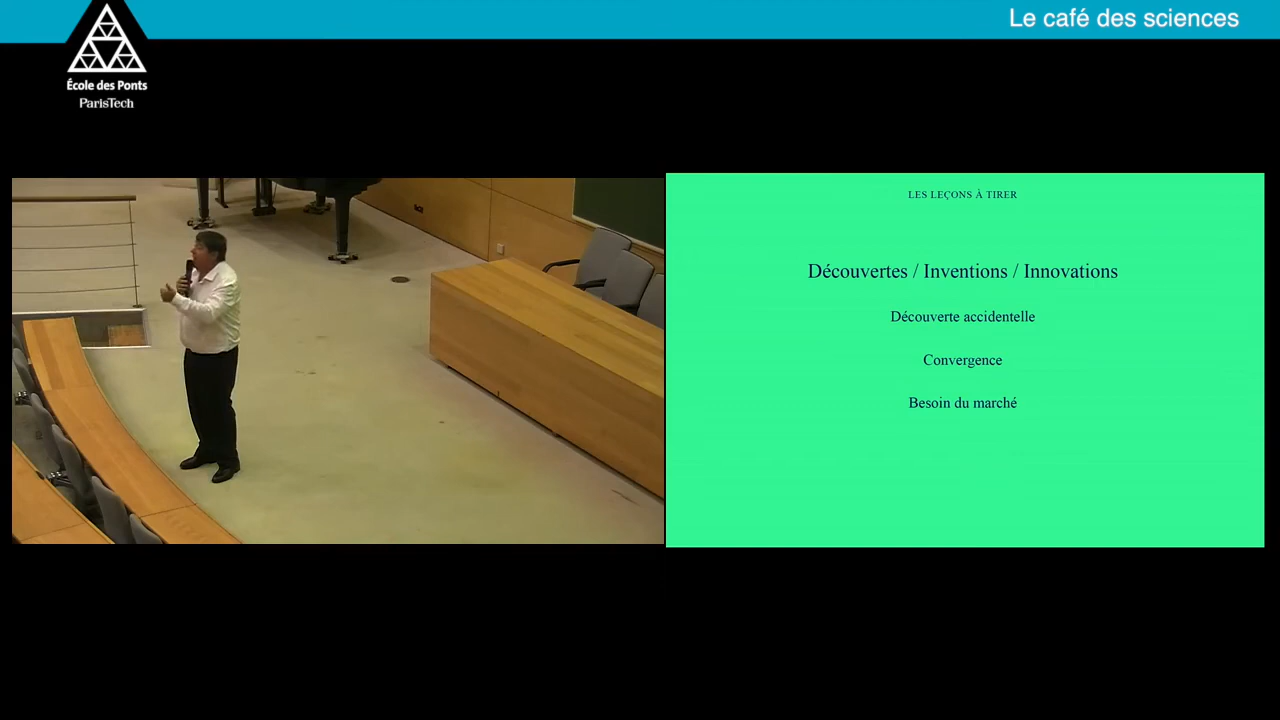 Le café des sciences
École des Ponts
ParisTech
LES LEÇONS À TIRER
Découvertes / Inventions / Innovations
Découverte accidentelle
Convergence
Besoin du marché